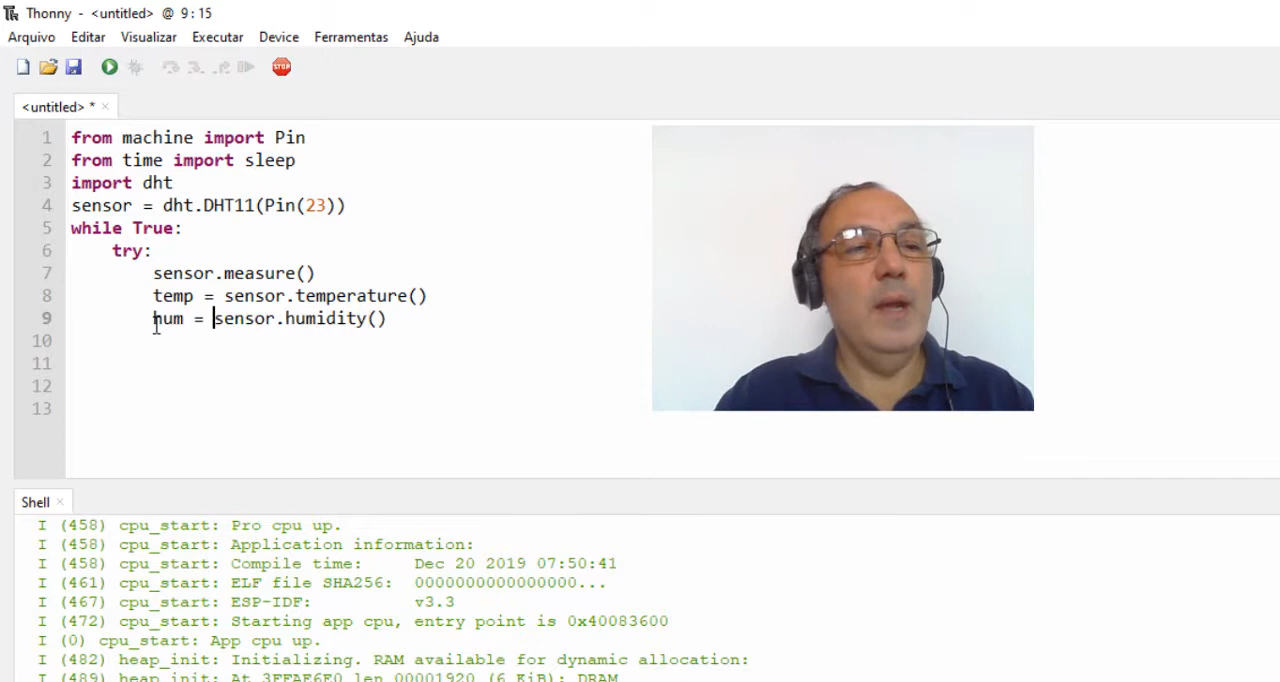 Thonny - <untitled> @ 9:15
Arquivo Editar Visualizar Executar Device Ferramentas Ajuda
STOP
<untitled> * ×
1 from machine import Pin
2 from time import sleep
3 import dht
4 sensor = dht.DHT11(Pin(23))
5 while True:
6 try:
7 sensor.measure()
8 temp = sensor.temperature()
9 hum = sensor.humidity()
10
11
12
13
Shell ×
I (458) cpu_start: Pro cpu up.
I (458) cpu_start: Application information:
I (458) cpu_start: Compile time: Dec 20 2019 07:50:41
I (461) cpu_start: ELF file SHA256: 0000000000000000...
I (467) cpu_start: ESP-IDF: v3.3
I (472) cpu_start: Starting app cpu, entry point is 0x40083600
I (0) cpu_start: App cpu up.
I (482) heap_init: Initializing. RAM available for dynamic allocation:
I (489) heap_init: At 3FFAE6E0 len 00001920 (6 KiB): DRAM